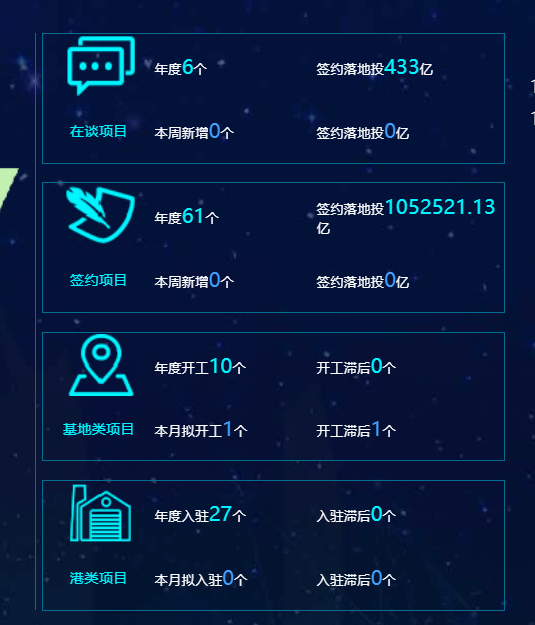 年度6个 签约落地投433亿
在谈项目 本周新增0个 签约落地投0亿
年度61个 签约落地投1052521.13
亿
签约项目 本周新增0个 签约落地投0亿
年度开工10个 开工滞后0个
基地类项目 本月拟开工1个 开工滞后1个
年度入驻27个 入驻滞后0个
港类项目 本月拟入驻0个 入驻滞后0个